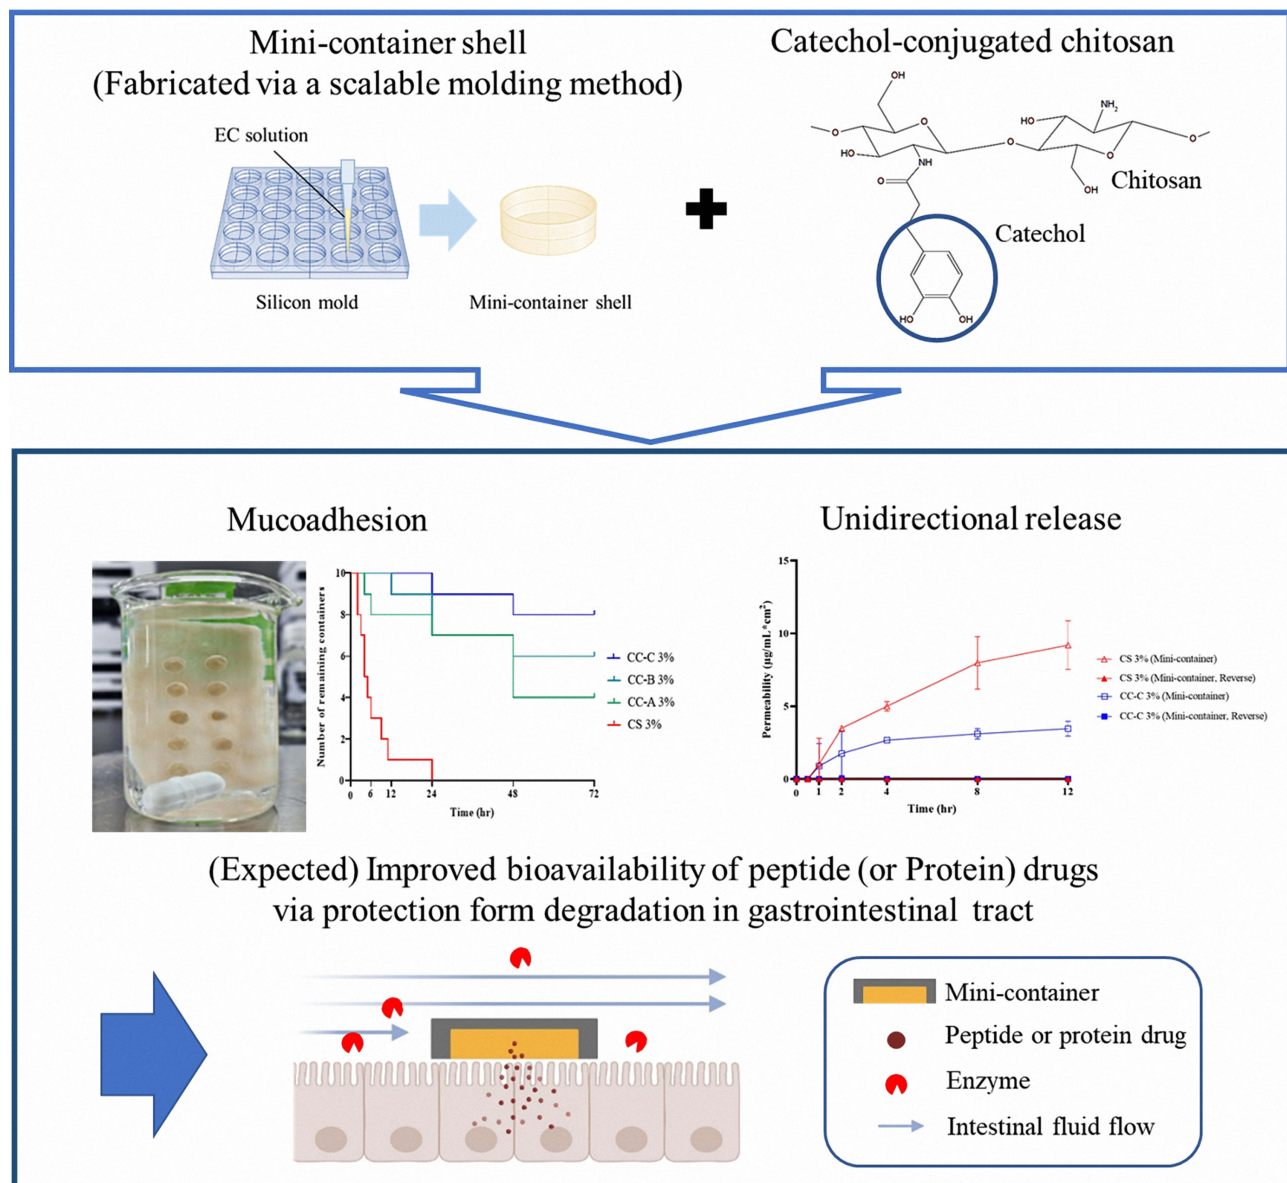 Mini-container shell
(Fabricated via a scalable molding method)
EC solution
Silicon mold
Mini-container shell
Catechol-conjugated chitosan
OH
O
HO
NH
O
HO
NH₂
O
O
O
OH
Chitosan
Catechol
HO
OH
Mucoadhesion
Number of remaining containers
10
8
6
4
2
0
0 6 12 24 48 72
Time (hr)
CC-C 3%
CC-B 3%
CC-A 3%
CS 3%
Unidirectional release
Permeability (µg/mL*cm²)
15
10
5
0
0 1 2 4 8 12
Time (hr)
CS 3% (Mini-container)
CS 3% (Mini-container, Reverse)
CC-C 3% (Mini-container)
CC-C 3% (Mini-container, Reverse)
(Expected) Improved bioavailability of peptide (or Protein) drugs
via protection form degradation in gastrointestinal tract
Mini-container
Peptide or protein drug
Enzyme
Intestinal fluid flow